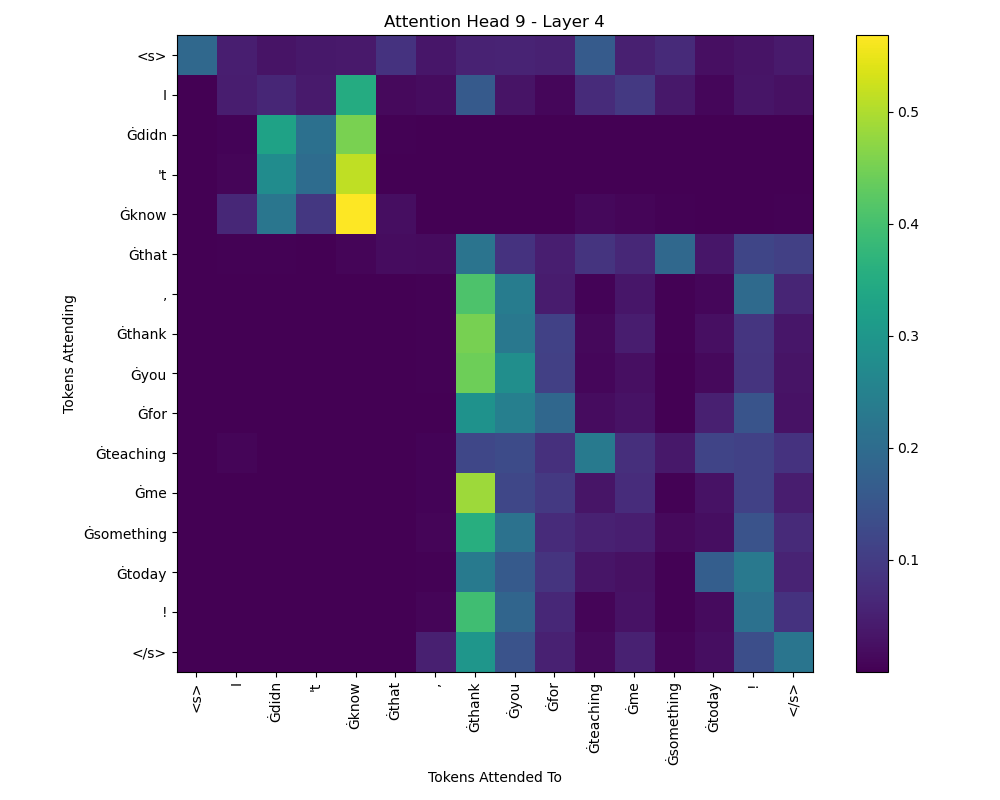 Attention Head 9 - Layer 4
<s>
I
Ġdidn
't
Ġknow
Ġthat
,
Ġthank
Ġyou
Ġfor
Ġteaching
Ġme
Ġsomething
Ġtoday
!
</s>
Tokens Attending
<s>
I
Ġdidn
't
Ġknow
Ġthat
,
Ġthank
Ġyou
Ġfor
Ġteaching
Ġme
Ġsomething
Ġtoday
!
</s>
Tokens Attended To
0.5
0.4
0.3
0.2
0.1